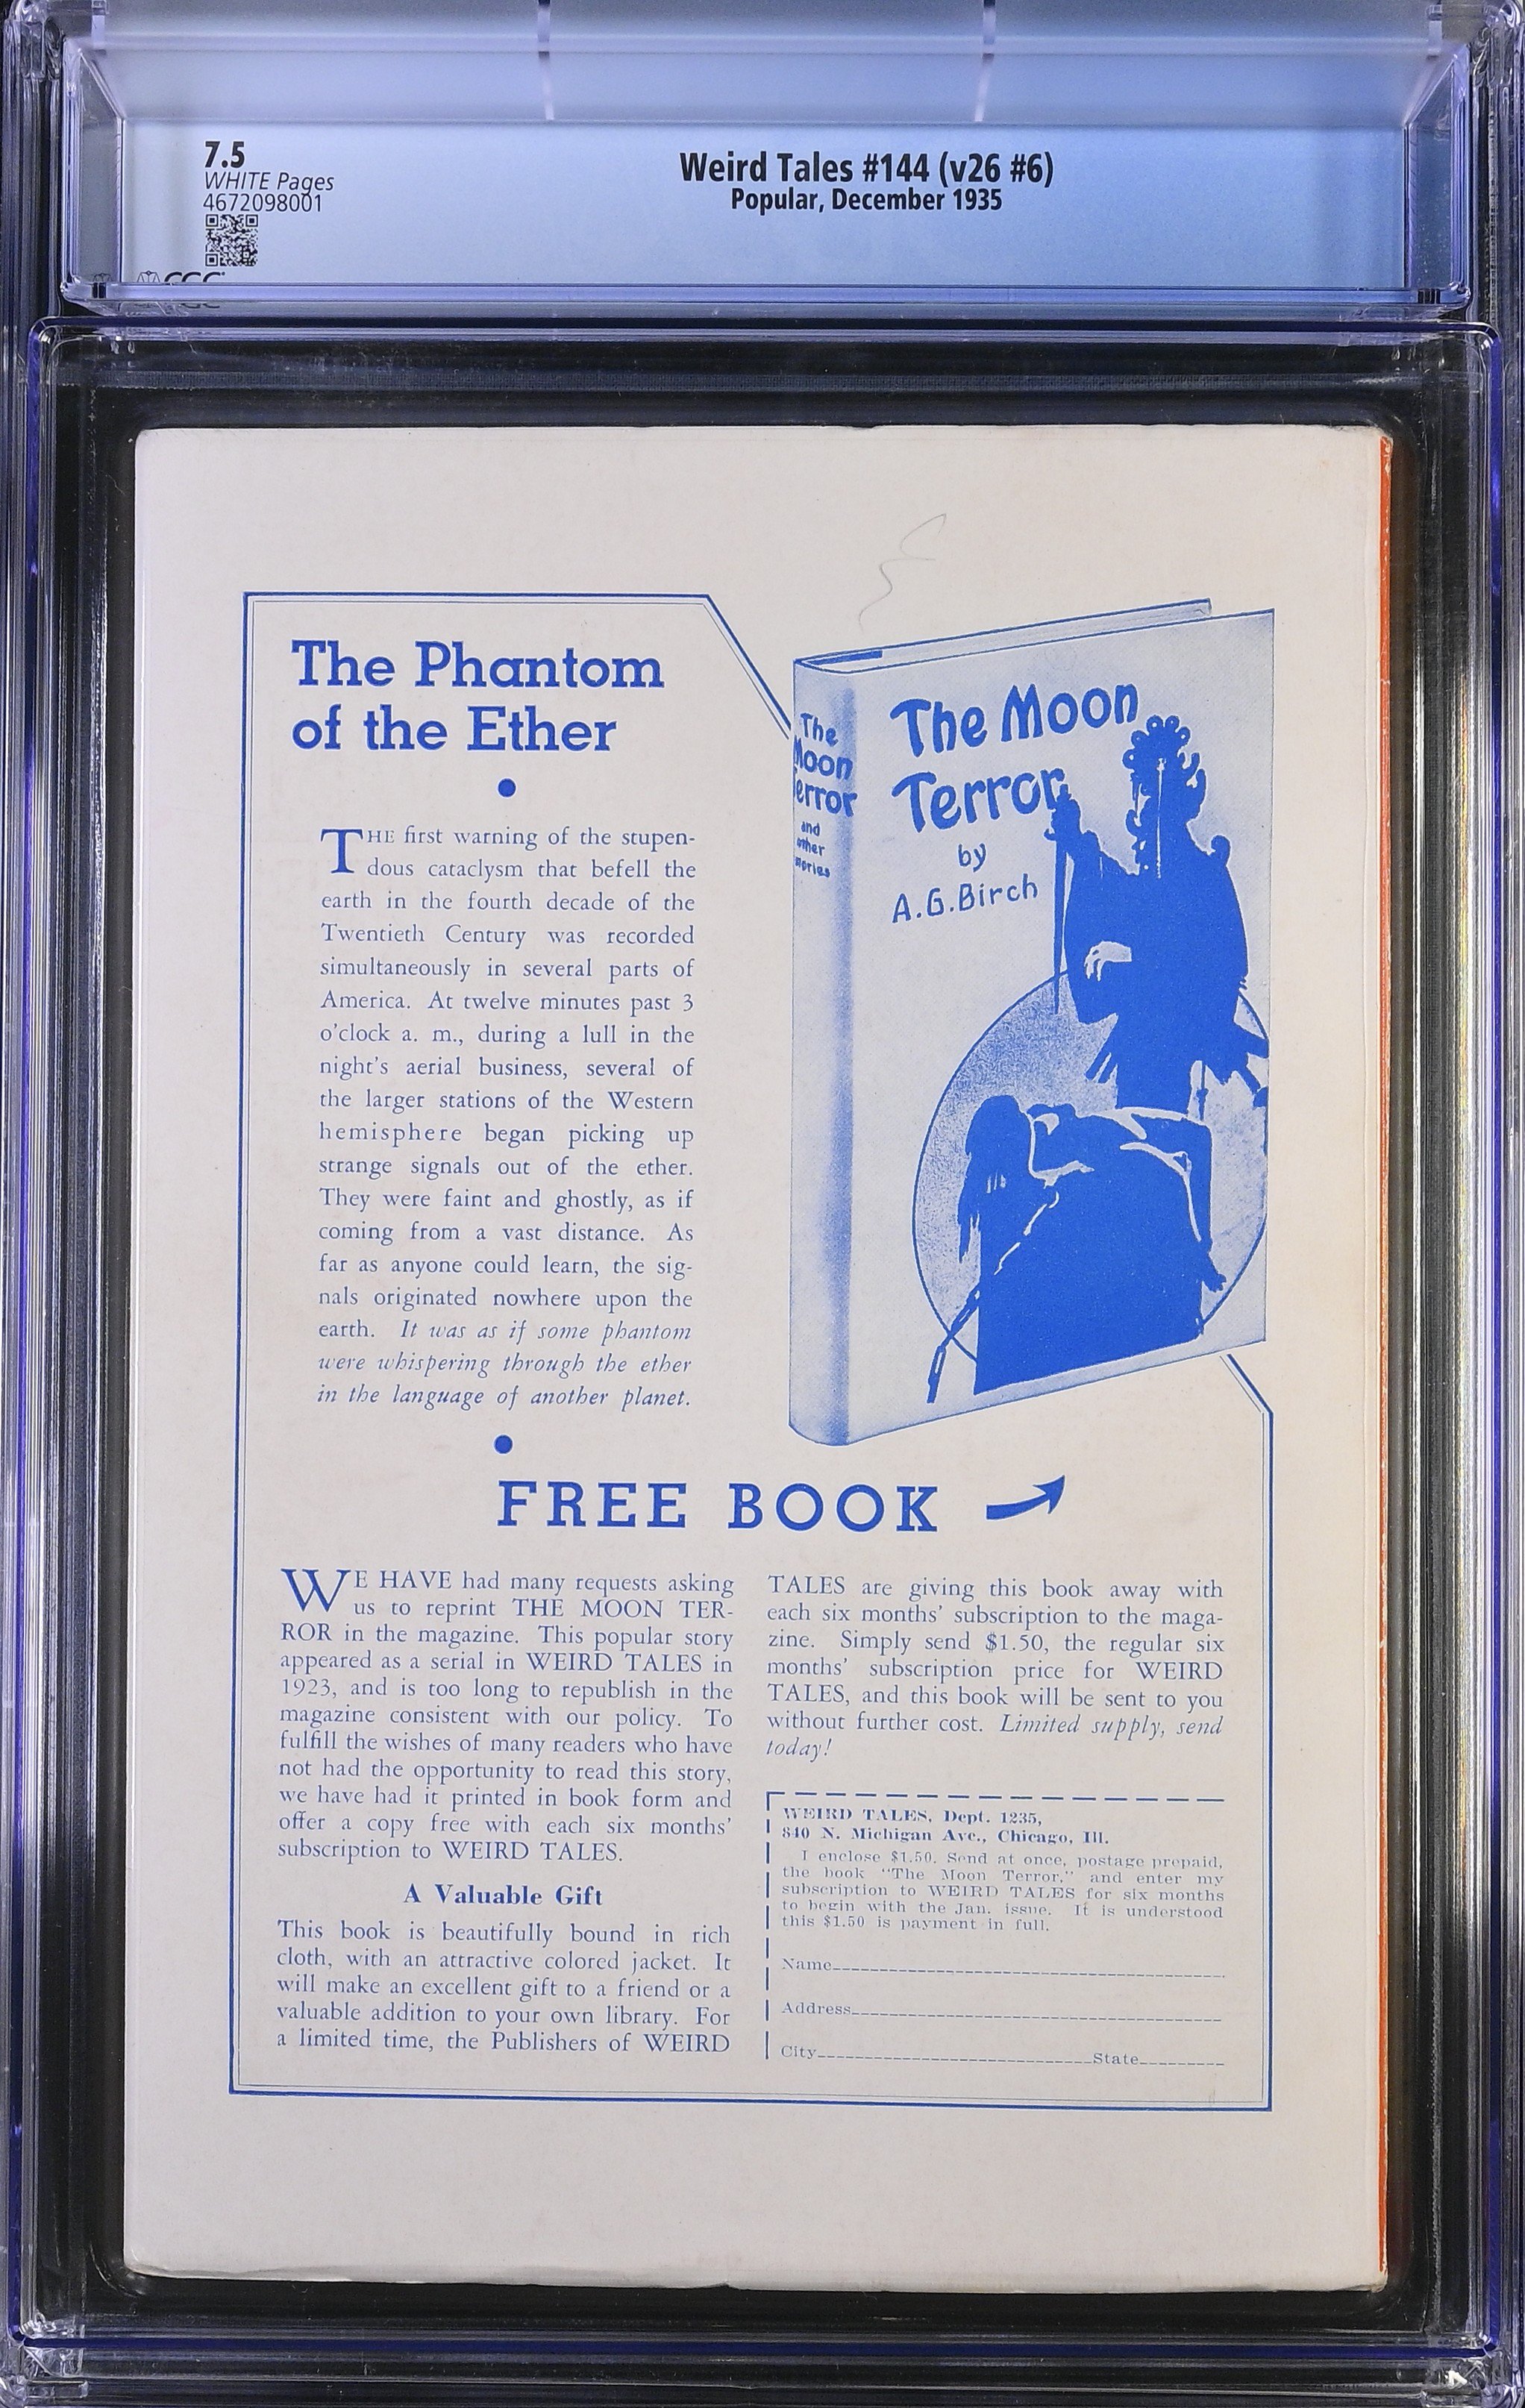 7.5
WHITE Pages
4672098001
Weird Tales #144 (v26 #6)
Popular, December 1935
CGC
The Phantom
of the Ether
THE first warning of the stupen-
dous cataclysm that befell the
earth in the fourth decade of the
Twentieth Century was recorded
simultaneously in several parts of
America. At twelve minutes past 3
o'clock a. m., during a lull in the
night's aerial business, several of
the larger stations of the Western
hemisphere began picking up
strange signals out of the ether.
They were faint and ghostly, as if
coming from a vast distance. As
far as anyone could learn, the sig-
nals originated nowhere upon the
earth. It was as if some phantom
were whispering through the ether
in the language of another planet.
The
Moon
Terror
and
other
stories
The Moon
Terror
by
A.G.Birch
FREE BOOK
WE HAVE had many requests asking
us to reprint THE MOON TER-
ROR in the magazine. This popular story
appeared as a serial in WEIRD TALES in
1923, and is too long to republish in the
magazine consistent with our policy. To
fulfill the wishes of many readers who have
not had the opportunity to read this story,
we have had it printed in book form and
offer a copy free with each six months'
subscription to WEIRD TALES.
A Valuable Gift
This book is beautifully bound in rich
cloth, with an attractive colored jacket. It
will make an excellent gift to a friend or a
valuable addition to your own library. For
a limited time, the Publishers of WEIRD
TALES are giving this book away with
each six months' subscription to the maga-
zine. Simply send $1.50, the regular six
months' subscription price for WEIRD
TALES, and this book will be sent to you
without further cost. Limited supply, send
today!
WEIRD TALES, Dept. 1235,
840 N. Michigan Ave., Chicago, Ill.
I enclose $1.50. Send at once, postage prepaid,
the book "The Moon Terror," and enter my
subscription to WEIRD TALES for six months
to begin with the Jan. issue. It is understood
this $1.50 is payment in full.
Name
Address
City State